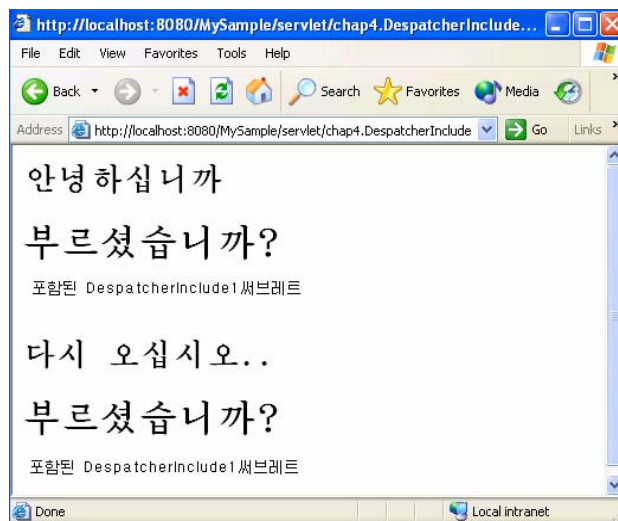 http://localhost:8080/MySample/servlet/chap4.DespatcherInclude...
File Edit View Favorites Tools Help
Back Search Favorites Media
Address http://localhost:8080/MySample/servlet/chap4.DespatcherInclude Go Links
안녕하십니까
부르셨습니까?
포함된 DespatcherInclude1써브레트
다시 오십시오..
부르셨습니까?
포함된 DespatcherInclude1써브레트
Done Local intranet